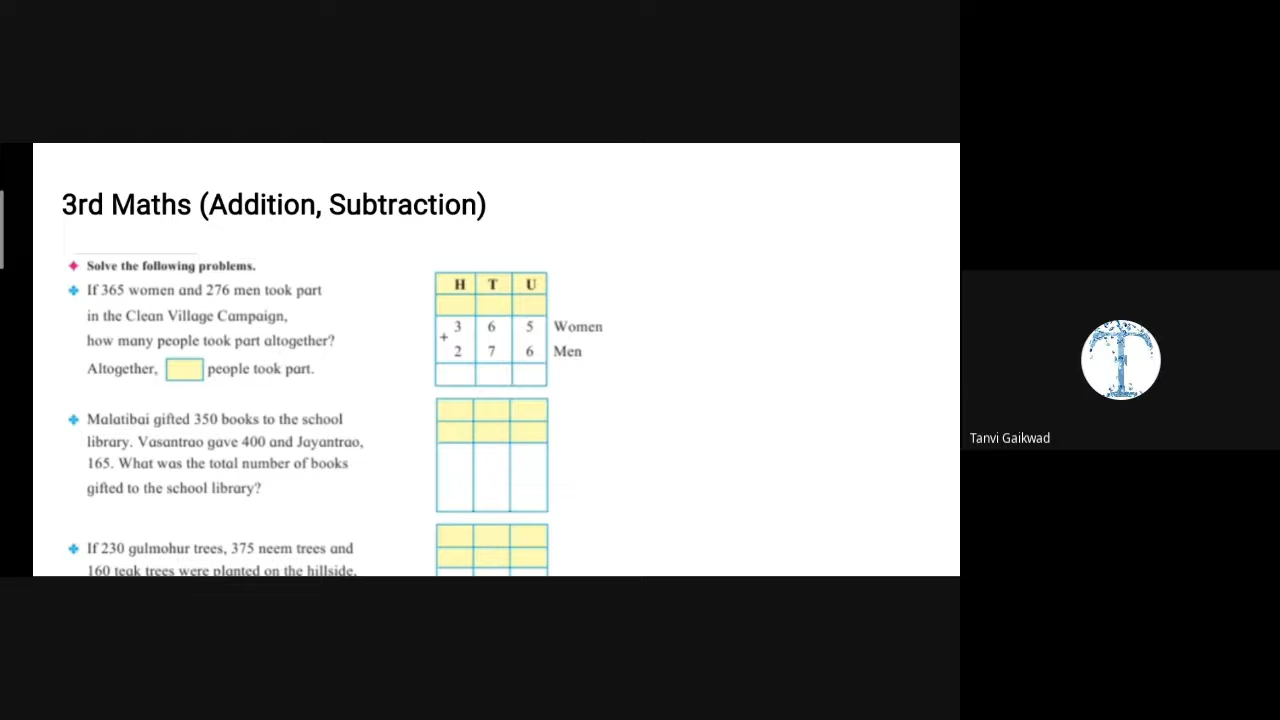 3rd Maths (Addition, Subtraction)
Solve the following problems.
If 365 women and 276 men took part
in the Clean Village Campaign,
how many people took part altogether?
Altogether, people took part.
H T U
3 6 5 Women
+
2 7 6 Men
Malatibai gifted 350 books to the school
library. Vasantrao gave 400 and Jayantrao,
165. What was the total number of books
gifted to the school library?
If 230 gulmohur trees, 375 neem trees and
160 teak trees were planted on the hillside,
Tanvi Gaikwad